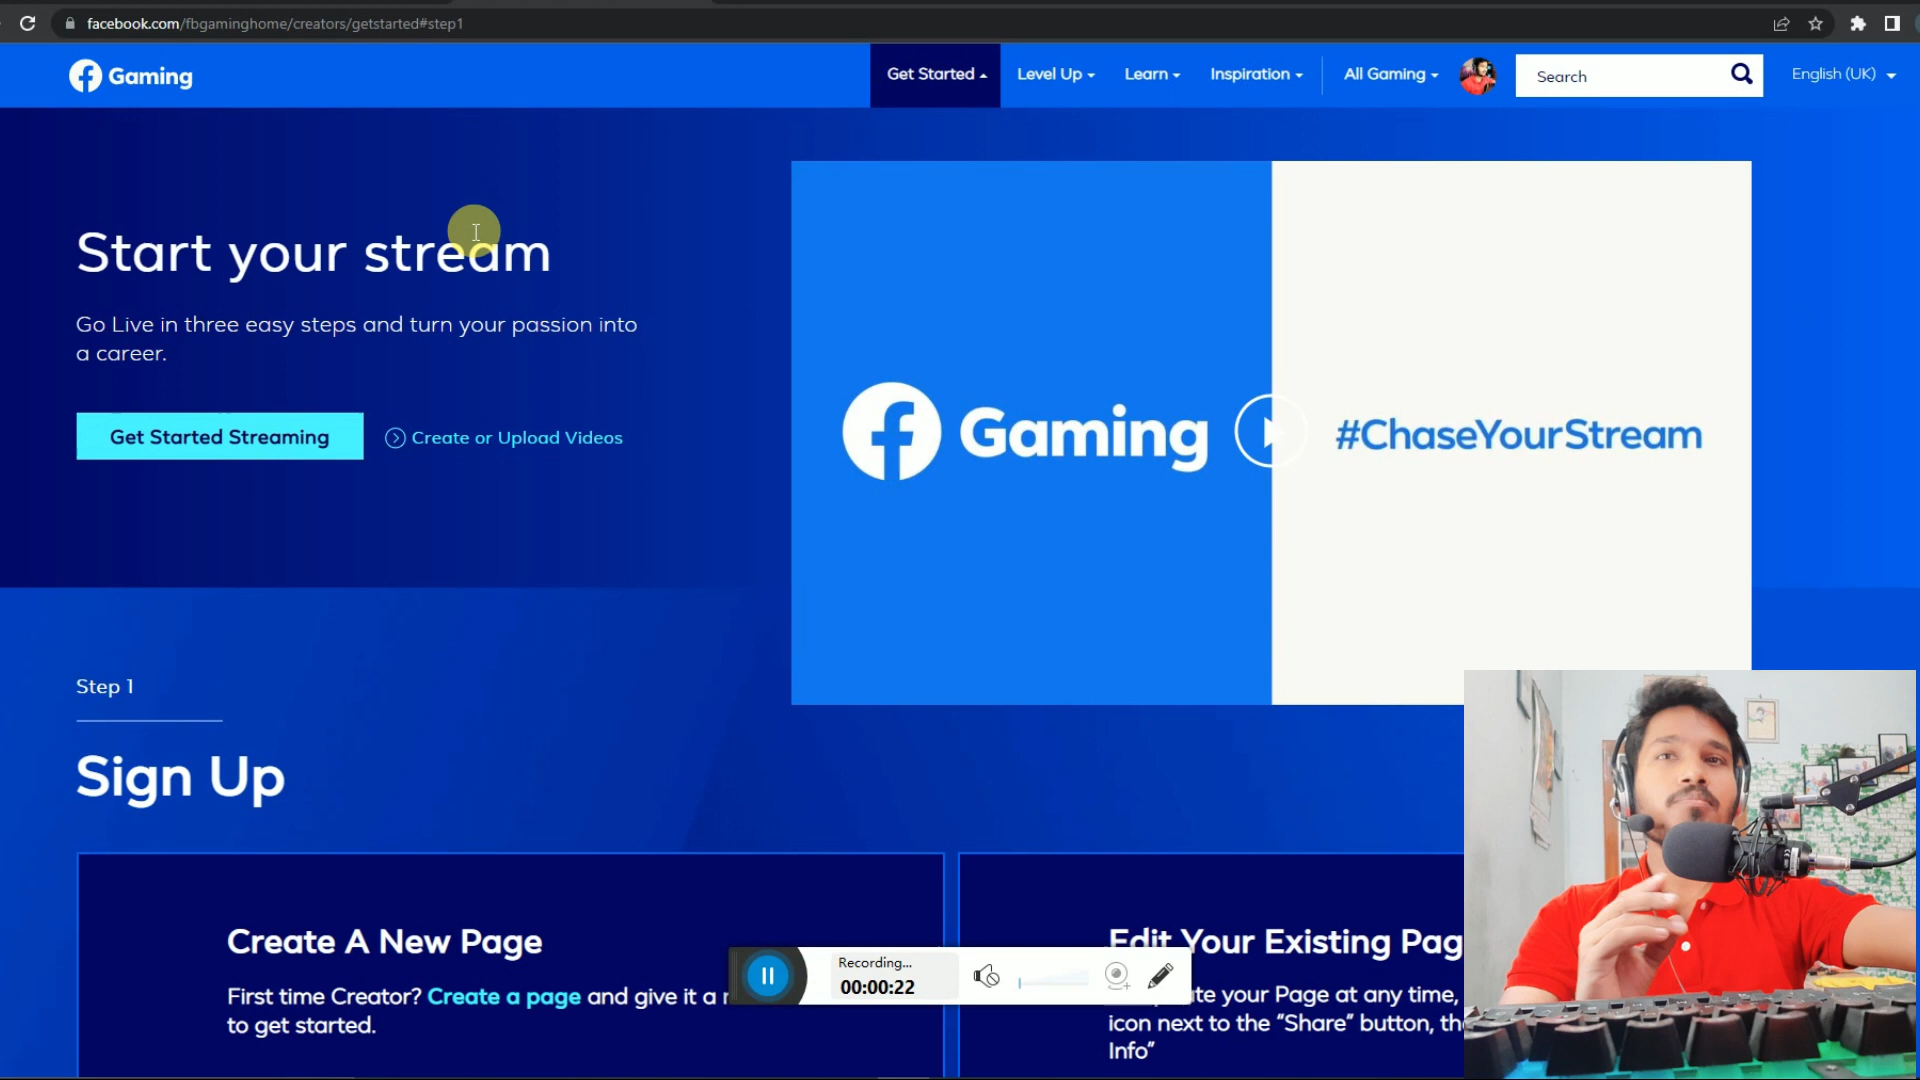 facebook.com/fbgaminghome/creators/getstarted#step1
Gaming
Get Started
Level Up
Learn
Inspiration
All Gaming
Search
English (UK)
Start your stream
Go Live in three easy steps and turn your passion into
a career.
Get Started Streaming
Create or Upload Videos
Gaming
#ChaseYourStream
Step 1
Sign Up
Create A New Page
First time Creator? Create a page and give it a
to get started.
Edit Your Existing Pag
your Page at any time,
icon next to the “Share” button,
Info”
Recording...
00:00:22